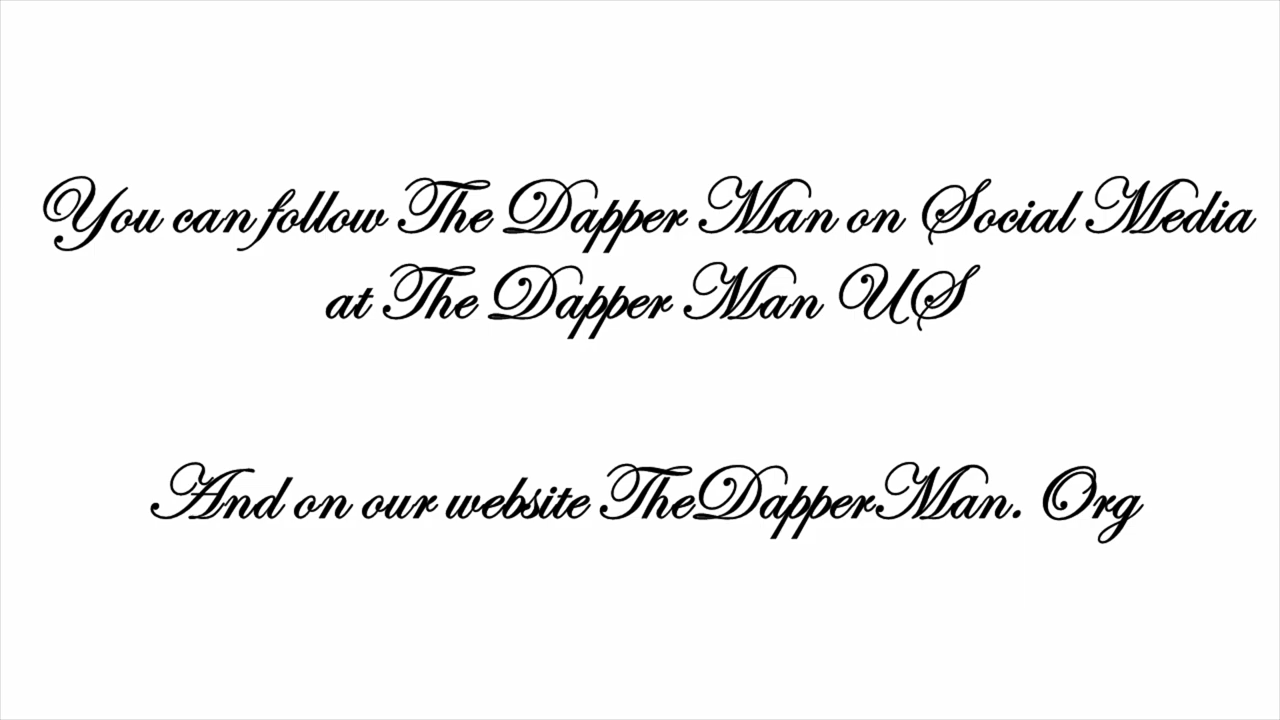 You can follow The Dapper Man on Social Media
at The Dapper Man US
And on our website TheDapperMan. Org